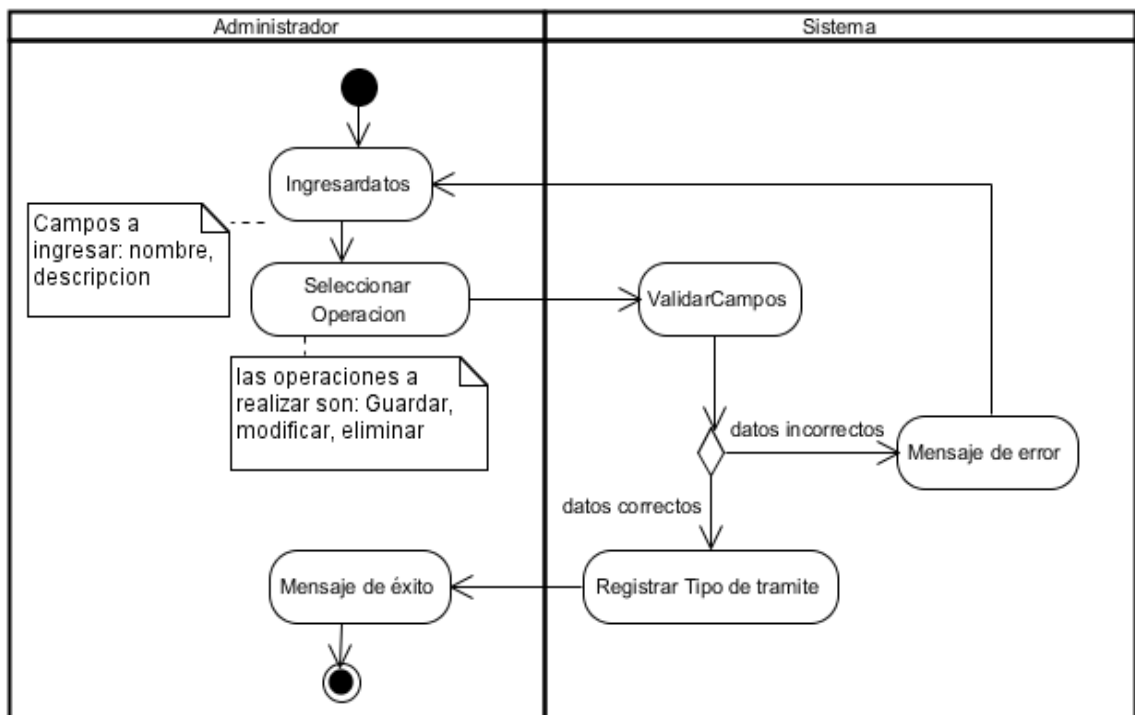 Administrador
Sistema
Ingresardatos
Campos a
ingresar: nombre,
descripcion
Seleccionar
Operacion
ValidarCampos
las operaciones a
realizar son: Guardar,
modificar, eliminar
datos incorrectos
Mensaje de error
datos correctos
Mensaje de éxito
Registrar Tipo de tramite